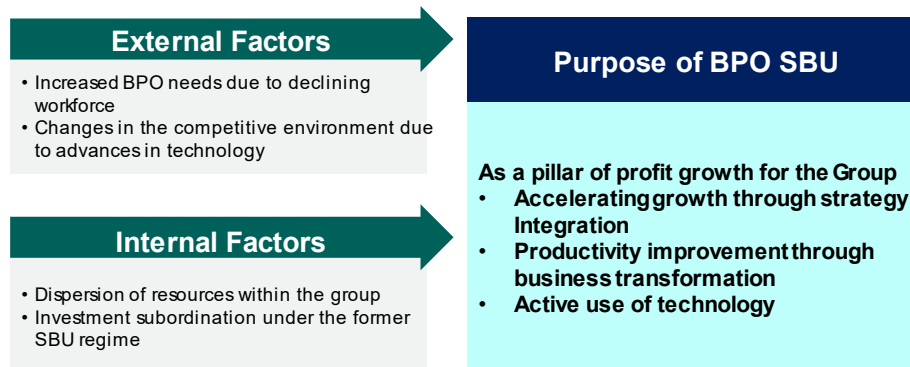 External Factors
• Increased BPO needs due to declining
workforce
• Changes in the competitive environment due
to advances in technology
Internal Factors
• Dispersion of resources within the group
• Investment subordination under the former
SBU regime
Purpose of BPO SBU
As a pillar of profit growth for the Group
• Accelerating growth through strategy
Integration
• Productivity improvement through
business transformation
• Active use of technology